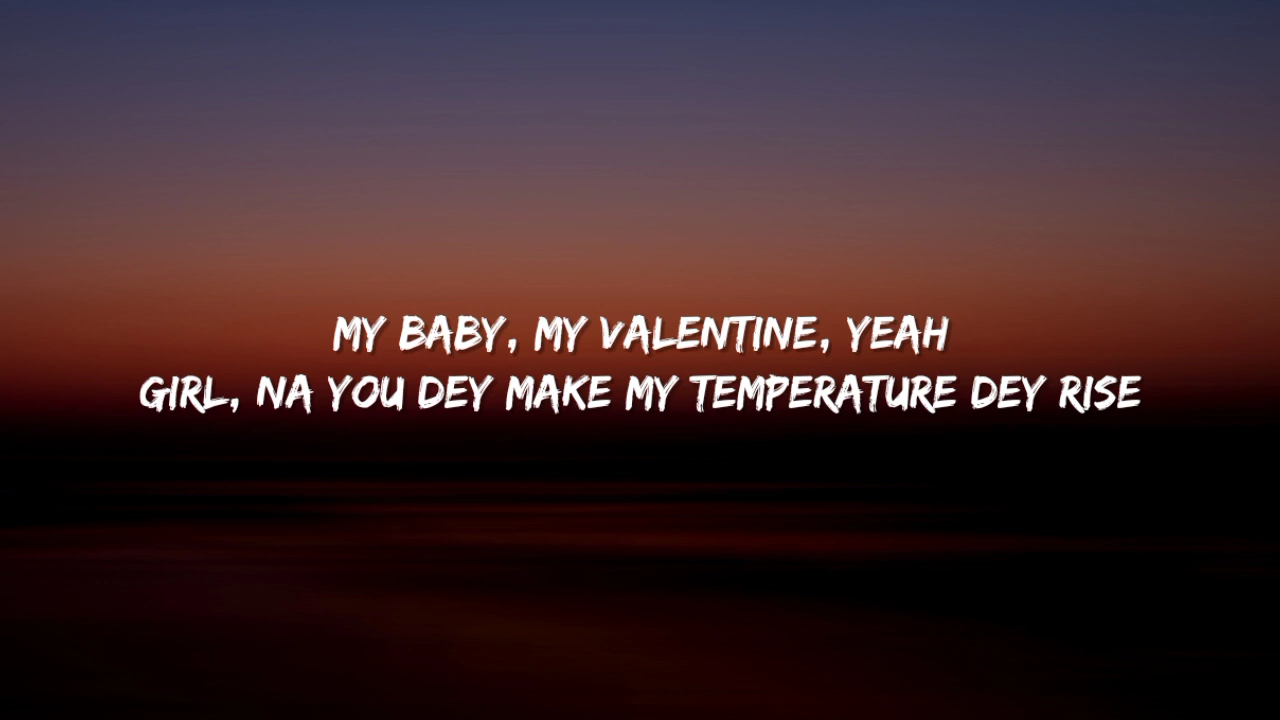 MY BABY, MY VALENTINE, YEAH
GIRL, NA YOU DEY MAKE MY TEMPERATURE DEY RISE